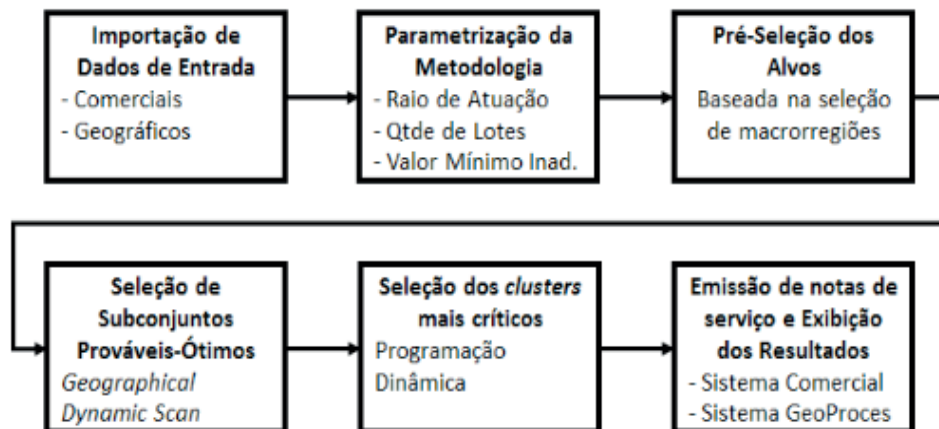 Importação de
Dados de Entrada
- Comerciais
- Geográficos
Parametrização da
Metodologia
- Raio de Atuação
- Qtde de Lotes
- Valor Mínimo Inad.
Pré-Seleção dos
Alvos
Baseada na seleção
de macrorregiões
Seleção de
Subconjuntos
Prováveis-Ótimos
Geographical
Dynamic Scan
Seleção dos clusters
mais críticos
Programação
Dinâmica
Emissão de notas de
serviço e Exibição
dos Resultados
- Sistema Comercial
- Sistema GeoProces